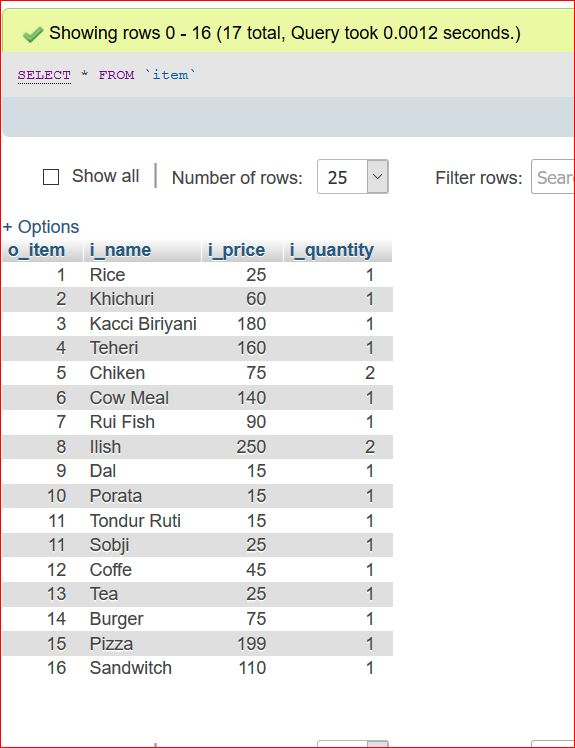 Showing rows 0 - 16 (17 total, Query took 0.0012 seconds.)
SELECT * FROM `item`
Show all | Number of rows: 25 Filter rows: Sear
+ Options
o_item i_name i_price i_quantity
1 Rice 25 1
2 Khichuri 60 1
3 Kacci Biriyani 180 1
4 Teheri 160 1
5 Chiken 75 2
6 Cow Meal 140 1
7 Rui Fish 90 1
8 Ilish 250 2
9 Dal 15 1
10 Porata 15 1
11 Tondur Ruti 15 1
11 Sobji 25 1
12 Coffe 45 1
13 Tea 25 1
14 Burger 75 1
15 Pizza 199 1
16 Sandwitch 110 1